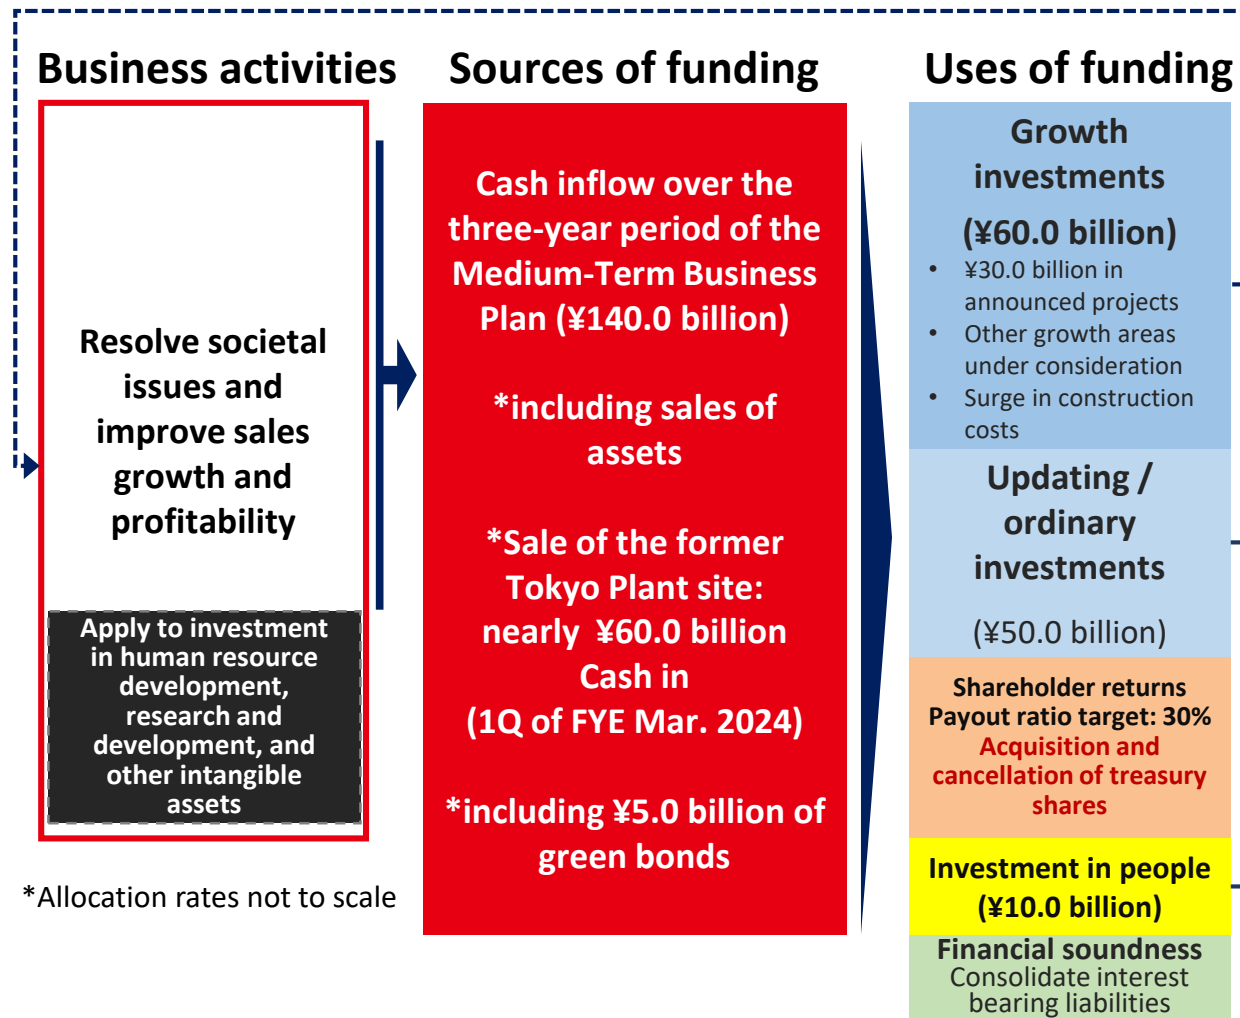 Business activities
Resolve societal
issues and
improve sales
growth and
profitability
Apply to investment
in human resource
development,
research and
development, and
other intangible
assets
*Allocation rates not to scale
Sources of funding
Cash inflow over the
three-year period of the
Medium-Term Business
Plan (¥140.0 billion)
*including sales of
assets
*Sale of the former
Tokyo Plant site:
nearly ¥60.0 billion
Cash in
(1Q of FYE Mar. 2024)
*including ¥5.0 billion of
green bonds
Uses of funding
Growth
investments
(¥60.0 billion)
• ¥30.0 billion in
announced projects
• Other growth areas
under consideration
• Surge in construction
costs
Updating /
ordinary
investments
(¥50.0 billion)
Shareholder returns
Payout ratio target: 30%
Acquisition and
cancellation of treasury
shares
Investment in people
(¥10.0 billion)
Financial soundness
Consolidate interest
bearing liabilities